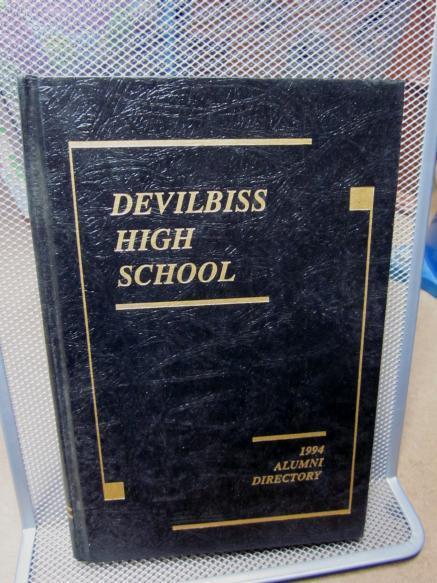 DEVILBISS
HIGH
SCHOOL
1994
ALUMNI
DIRECTORY